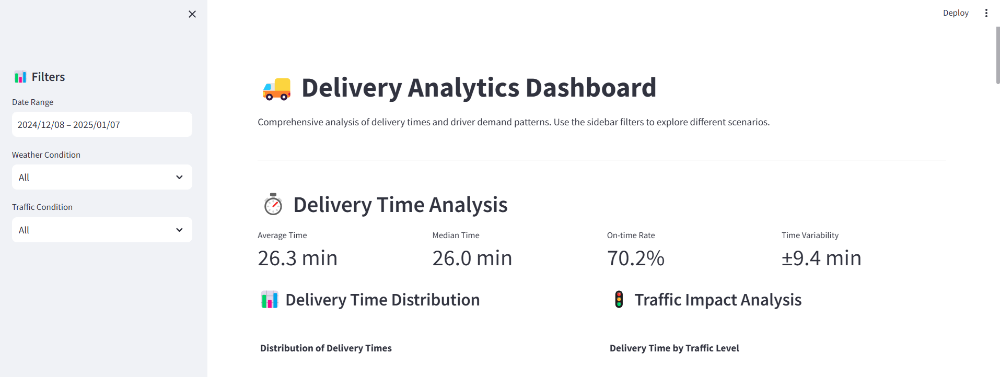 Deploy
Filters
Date Range
2024/12/08 – 2025/01/07
Weather Condition
All
Traffic Condition
All
Delivery Analytics Dashboard
Comprehensive analysis of delivery times and driver demand patterns. Use the sidebar filters to explore different scenarios.
Delivery Time Analysis
Average Time
26.3 min
Median Time
26.0 min
On-time Rate
70.2%
Time Variability
±9.4 min
Delivery Time Distribution
Distribution of Delivery Times
Traffic Impact Analysis
Delivery Time by Traffic Level